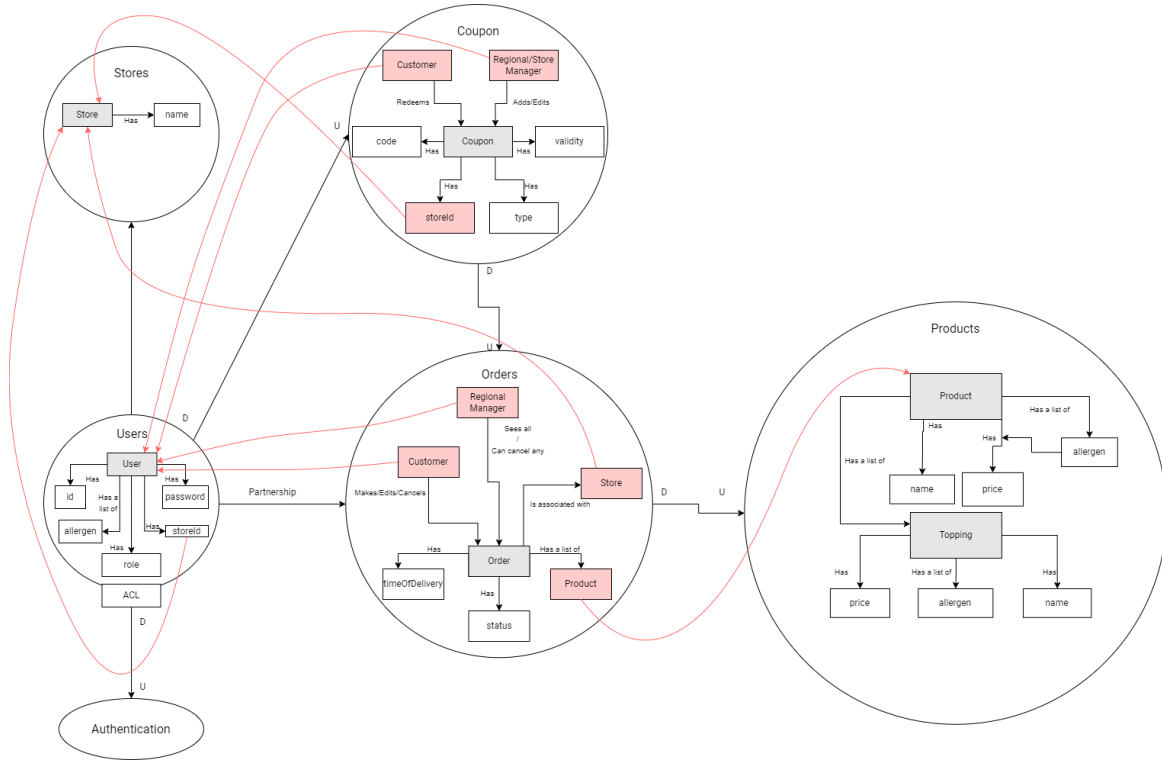 Stores
Store
Has
name
Coupon
Customer
Regional/Store
Manager
Redeems
Adds/Edits
code
Has
Coupon
Has
validity
Has
Has
storeId
type
U
D
D
U
Users
User
Has
Has
id
Has a
list of
password
allergen
Has
storeId
Has
role
ACL
D
U
Authentication
Partnership
Orders
Regional
Manager
Sees all
/
Can cancel any
Customer
Makes/Edits/Cancels
Store
Is associated with
Has
Order
Has a list of
timeOfDelivery
Has
Product
status
D
U
Products
Product
Has a list of
Has
Has
allergen
Has a list of
name
price
Topping
Has
Has a list of
Has
price
allergen
name